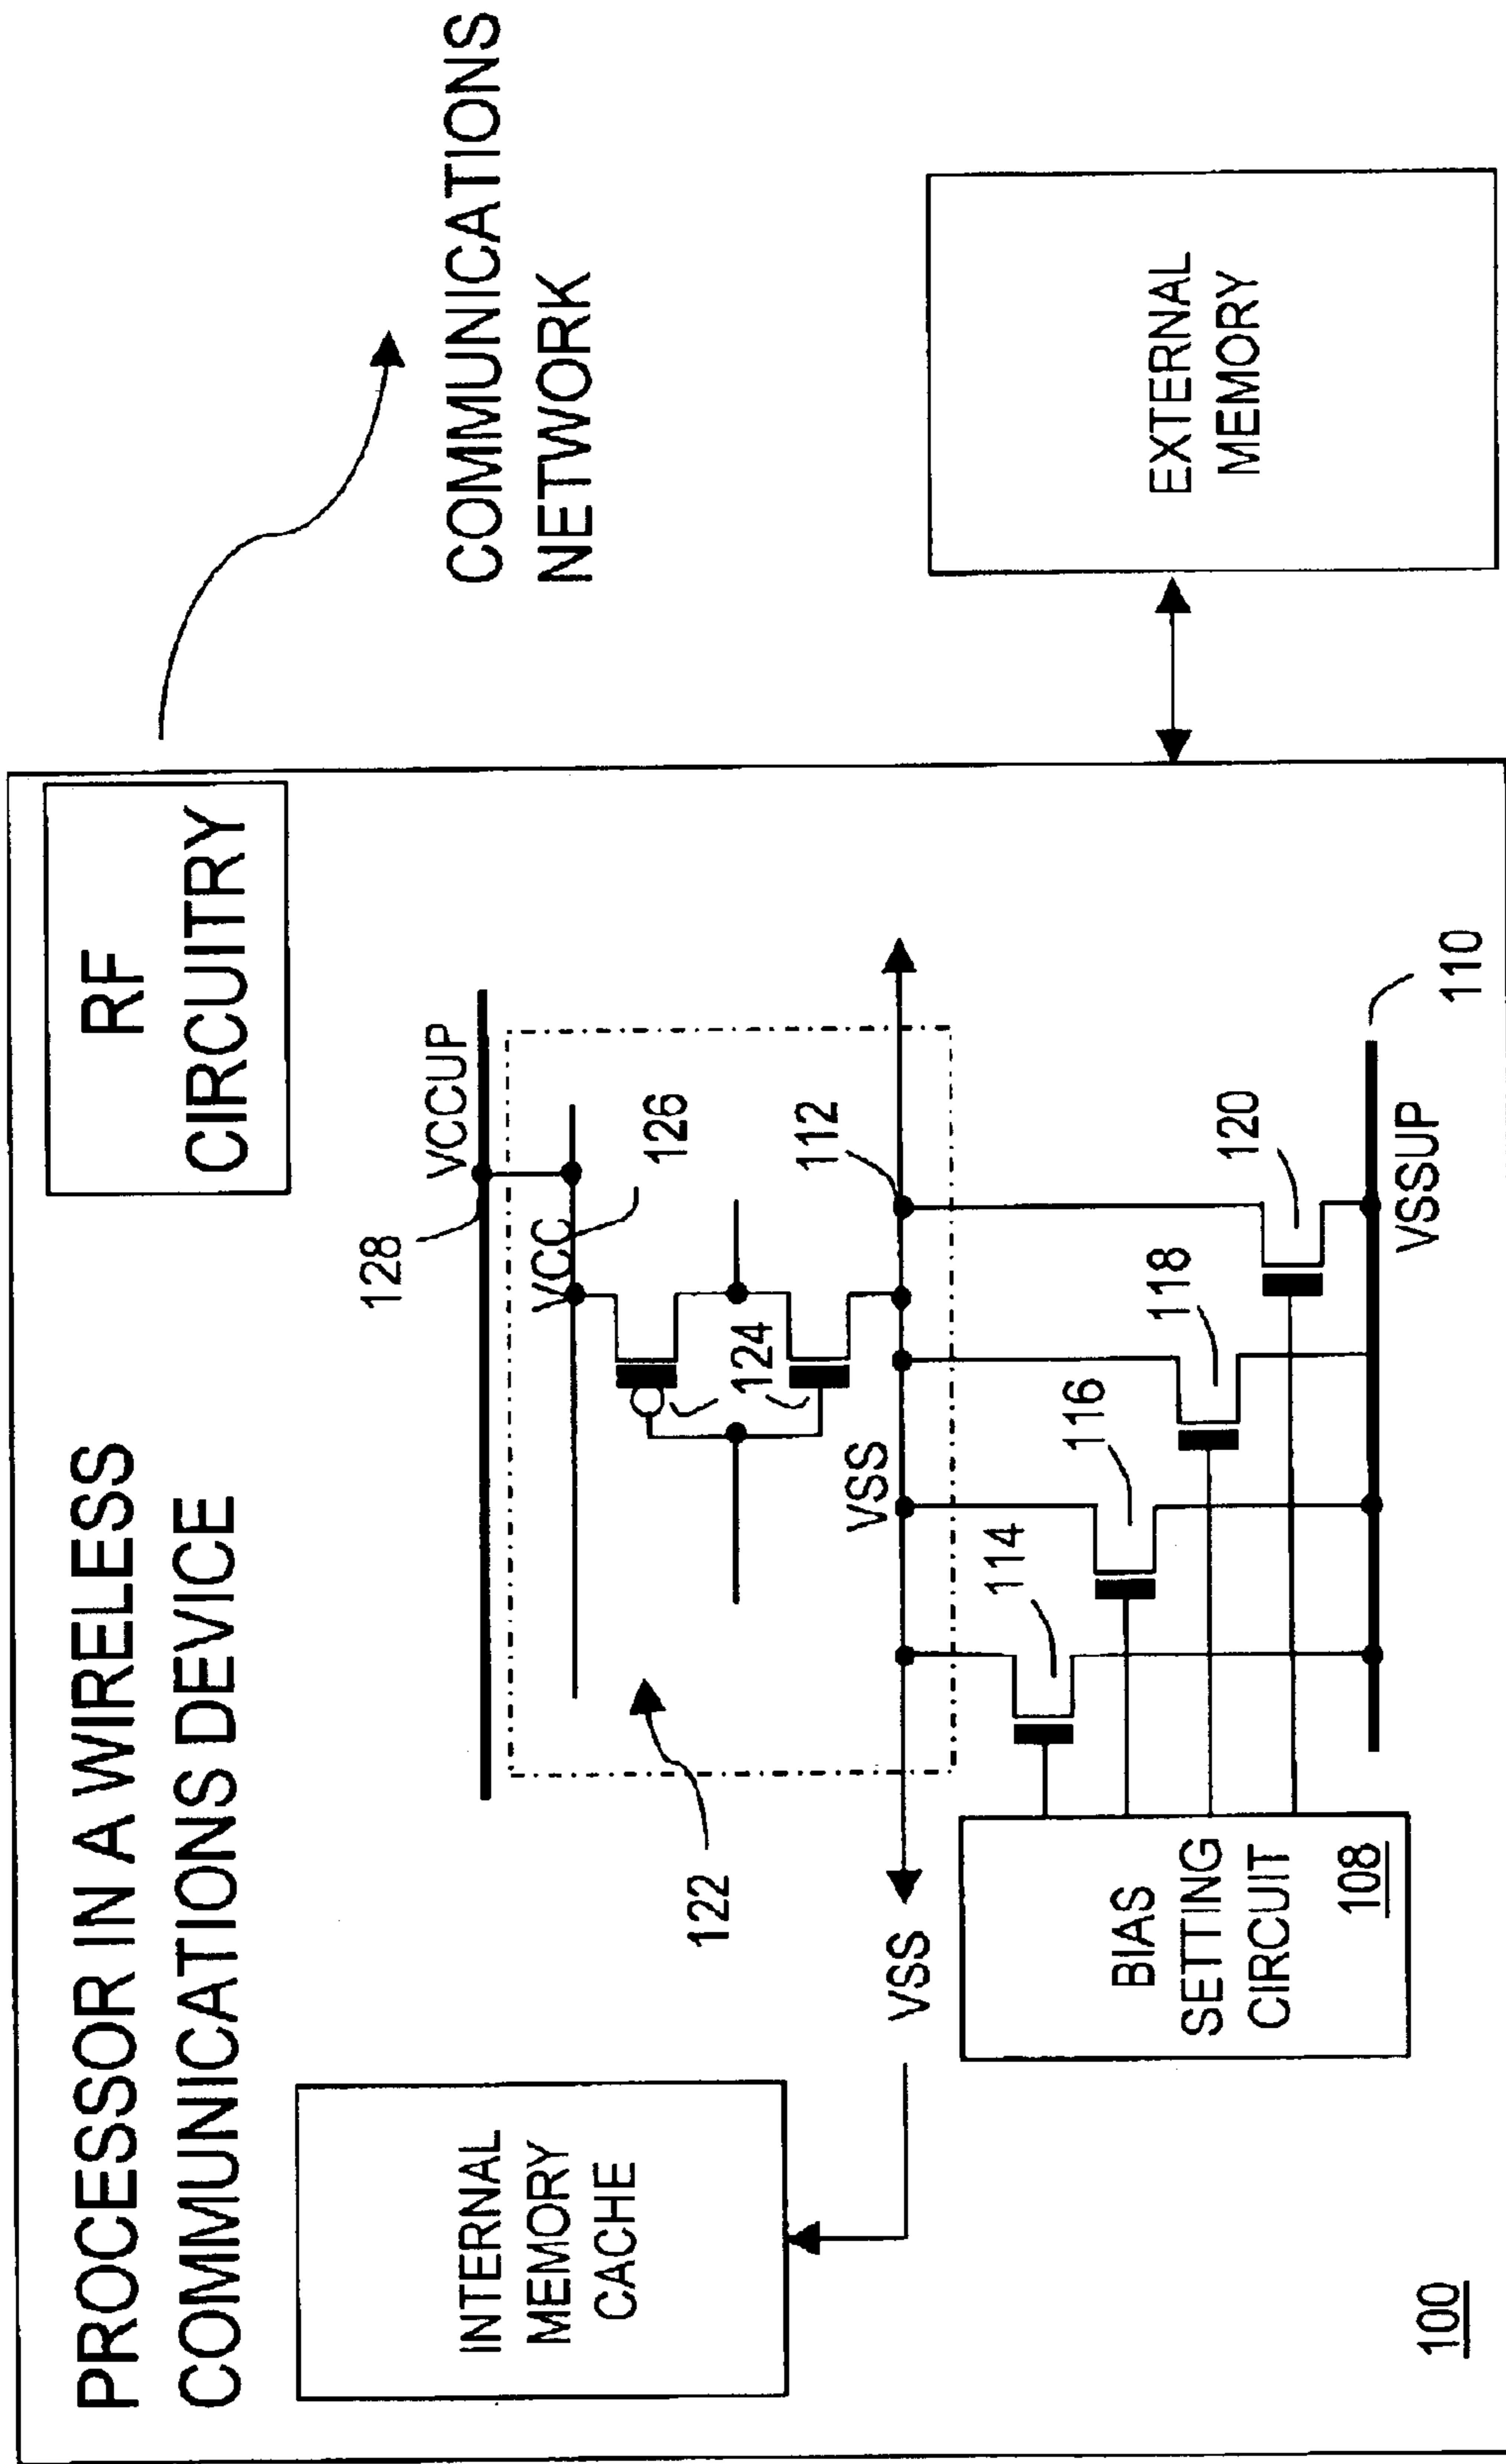 PROCESSOR IN A WIRELESS
COMMUNICATIONS DEVICE
RF
CIRCUITRY
COMMUNICATIONS
NETWORK
INTERNAL
MEMORY
CACHE
128
VCCUP
VCC
126
122
124
112
VSS
VSS
BIAS
SETTING
CIRCUIT
108
114
116
118
120
VSSUP
110
EXTERNAL
MEMORY
100